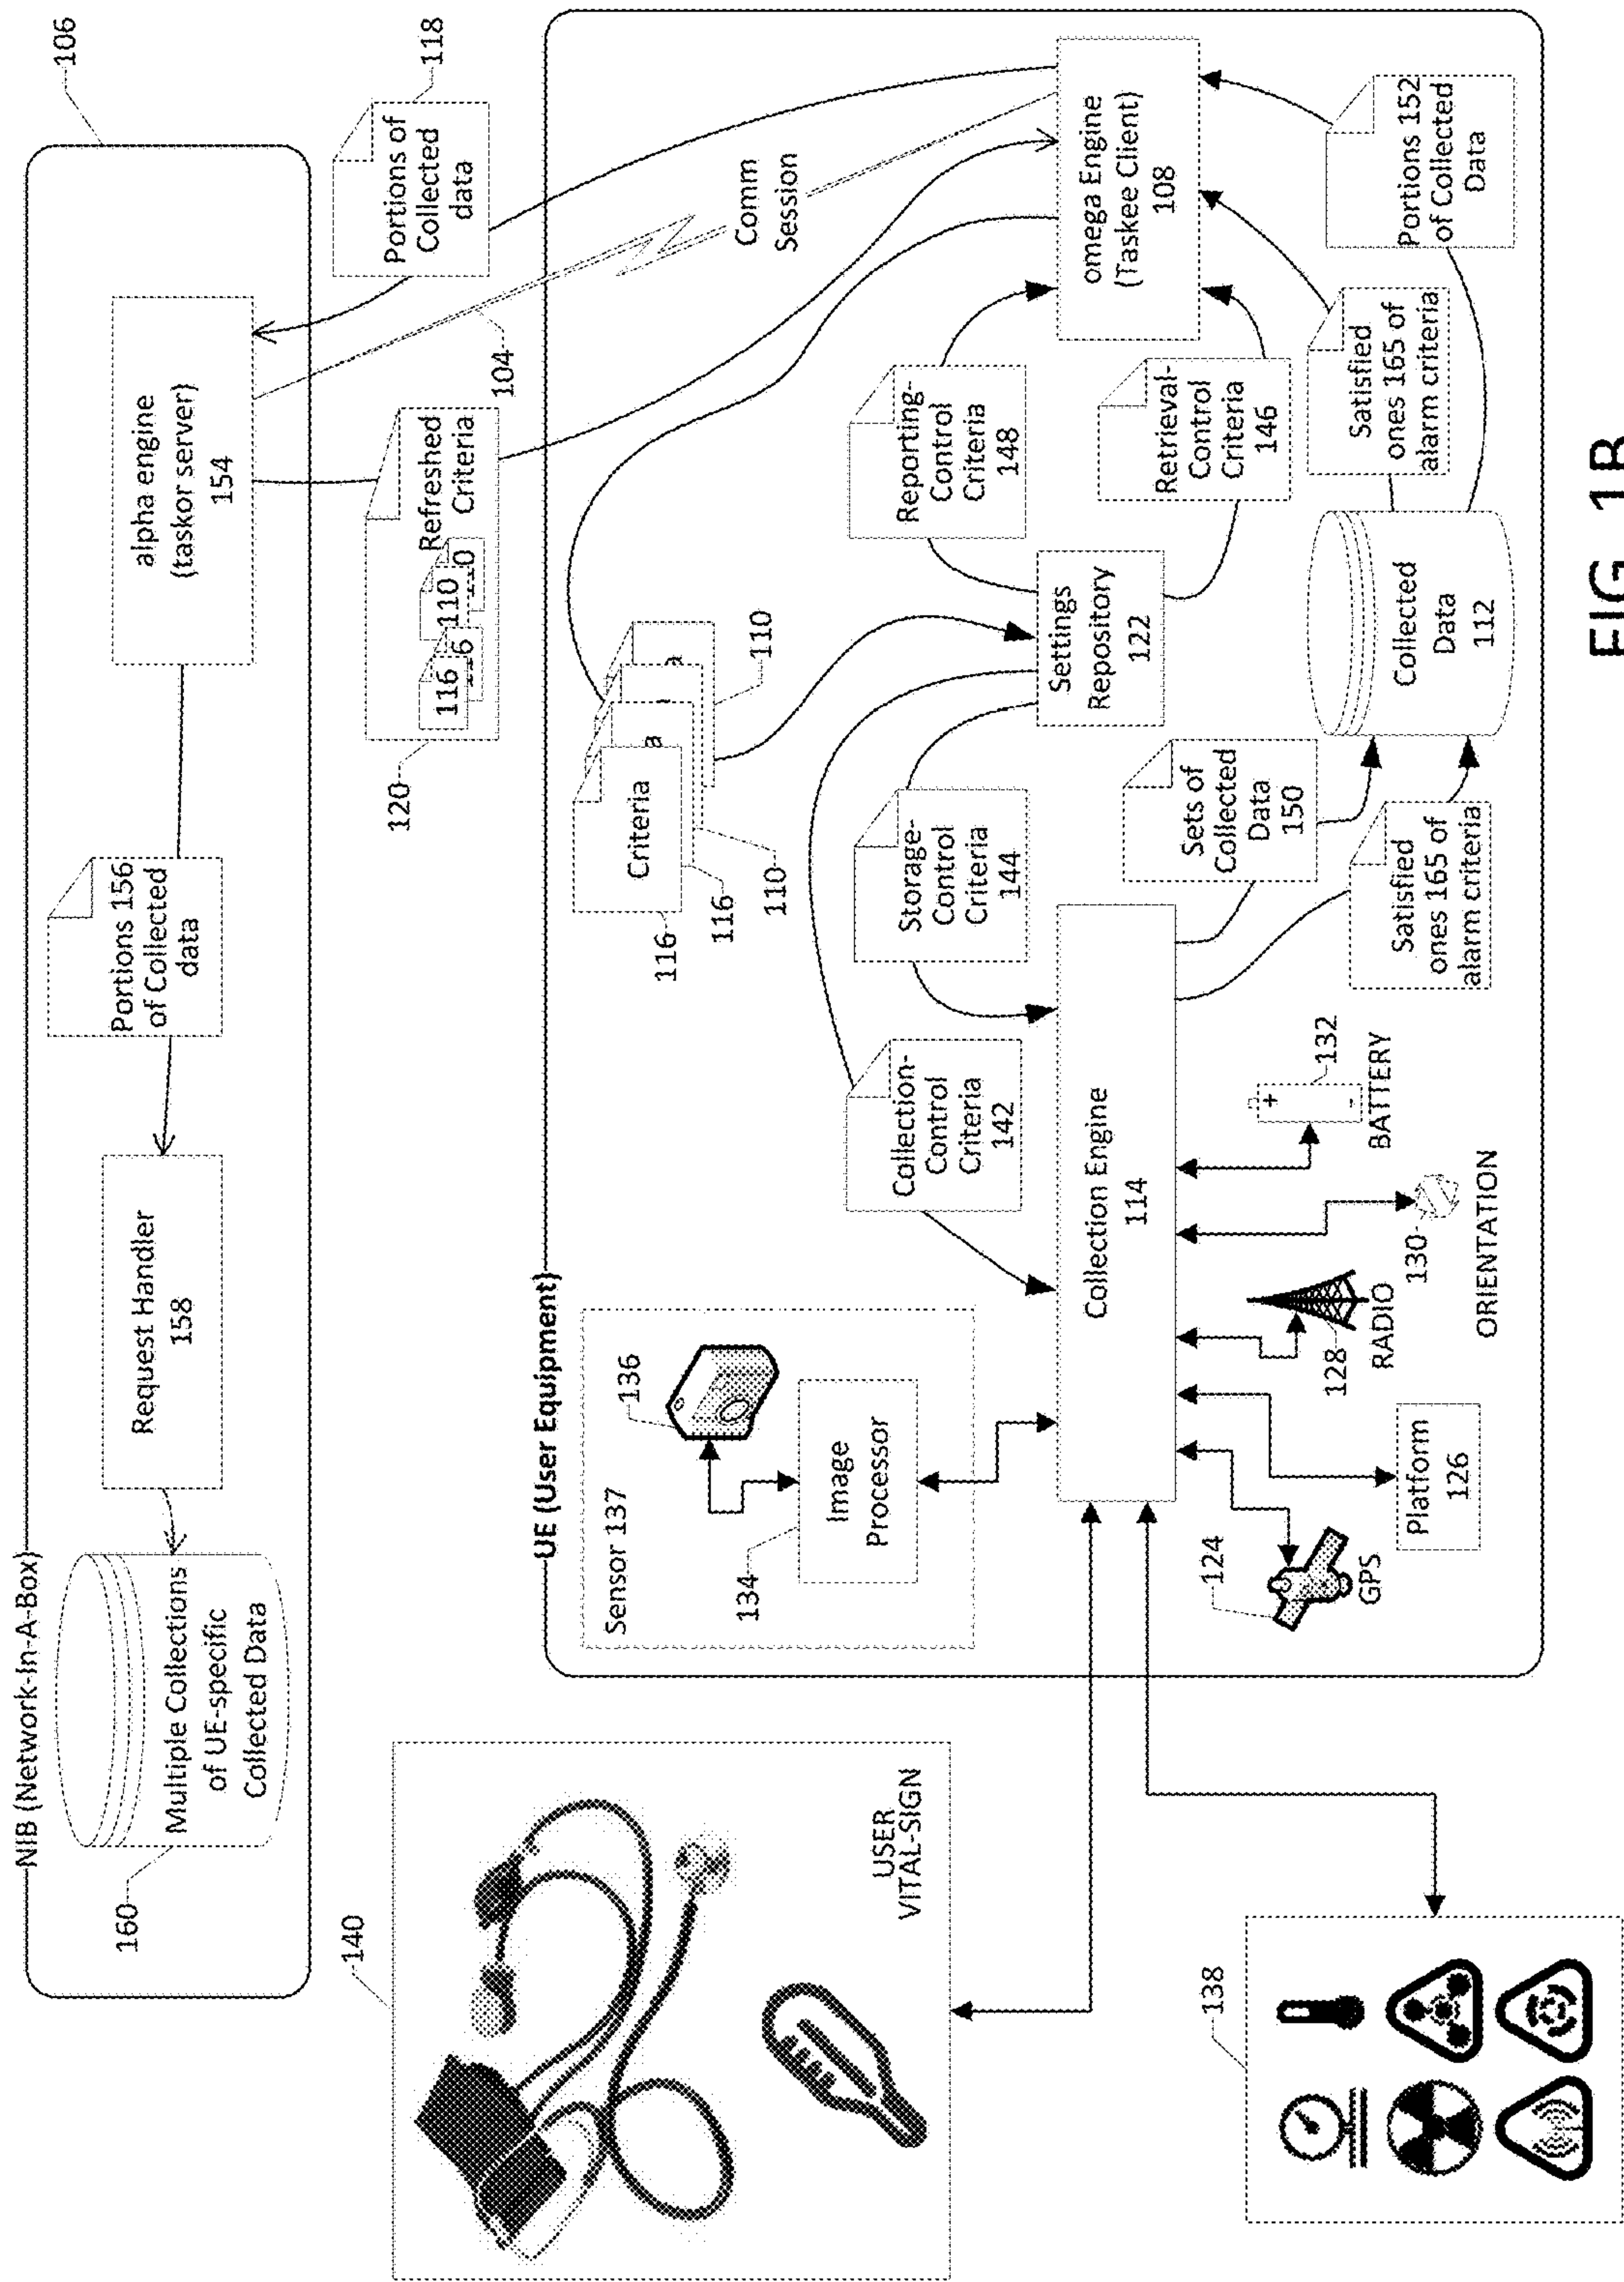 NIB (Network-In-A-Box)
106
160
Multiple Collections
of UE-specific
Collected Data
Request Handler
158
Portions 156
of Collected
data
alpha engine
(taskor server)
154
Portions of
Collected
data
118
120
Refreshed
Criteria
116
110
104
Comm
Session
UE (User Equipment)
140
USER
VITAL-SIGN
138
Sensor 137
136
134
Image
Processor
Criteria
116
116
110
110
Collection-
Control
Criteria
142
Storage-
Control
Criteria
144
Settings
Repository
122
Reporting-
Control
Criteria
148
Retrieval-
Control
Criteria
146
omega Engine
(Taskee Client)
108
Collection Engine
114
124
GPS
Platform
126
128
RADIO
130
ORIENTATION
132
+
-
BATTERY
Sets of
Collected
Data
150
Satisfied
ones 165 of
alarm criteria
Collected
Data
112
Satisfied
ones 165 of
alarm criteria
Portions 152
of Collected
Data
FIG. 1B